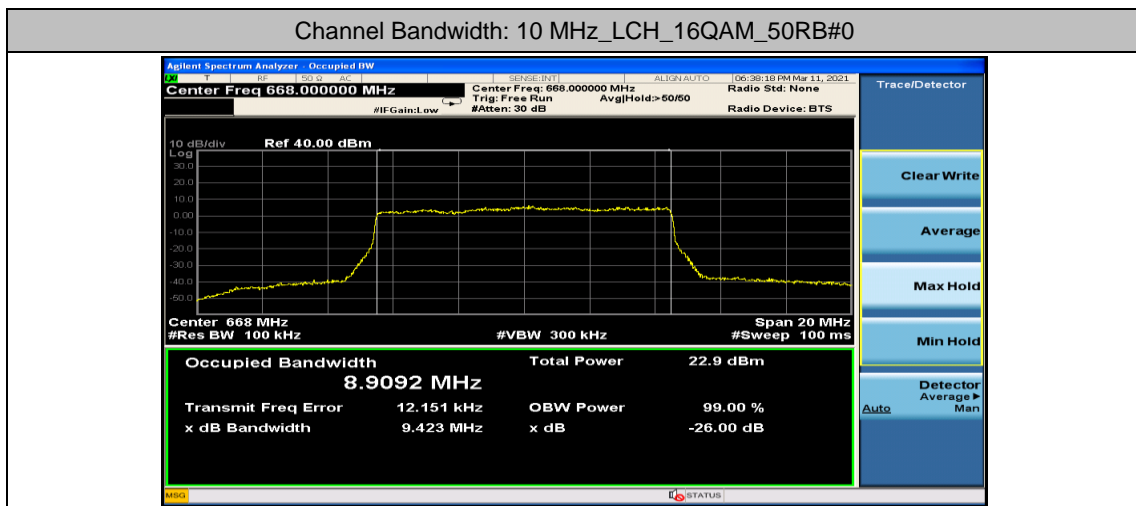 Channel Bandwidth: 10 MHz_LCH_16QAM_50RB#0
Agilent Spectrum Analyzer - Occupied BW
LXI T RF 50 Ω AC SENSE:INT ALIGN AUTO 06:38:18 PM Mar 11, 2021
Center Freq 668.000000 MHz
Center Freq: 668.000000 MHz Radio Std: None
Trig: Free Run Avg|Hold:>50/50
#IFGain:Low #Atten: 30 dB Radio Device: BTS
Trace/Detector
10 dB/div Ref 40.00 dBm
Log
30.0
20.0
10.0
0.00
-10.0
-20.0
-30.0
-40.0
-50.0
Center 668 MHz Span 20 MHz
#Res BW 100 kHz #VBW 300 kHz #Sweep 100 ms
Occupied Bandwidth Total Power 22.9 dBm
8.9092 MHz
Transmit Freq Error 12.151 kHz OBW Power 99.00 %
x dB Bandwidth 9.423 MHz x dB -26.00 dB
Clear Write
Average
Max Hold
Min Hold
Detector
Average▶
Auto Man
MSG STATUS